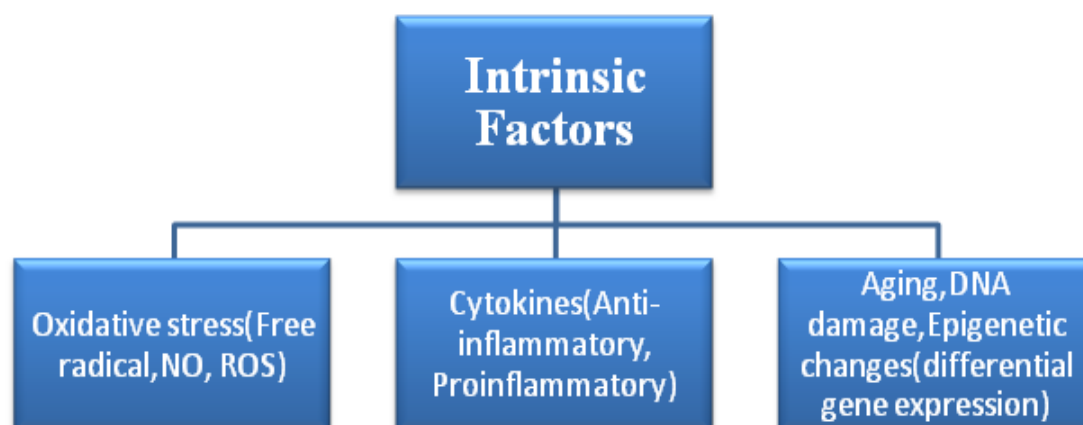 Intrinsic
Factors
Oxidative stress(Free
radical,NO, ROS)
Cytokines(Anti-
inflammatory,
Proinflammatory)
Aging,DNA
damage,Epigenetic
changes(differential
gene expression)